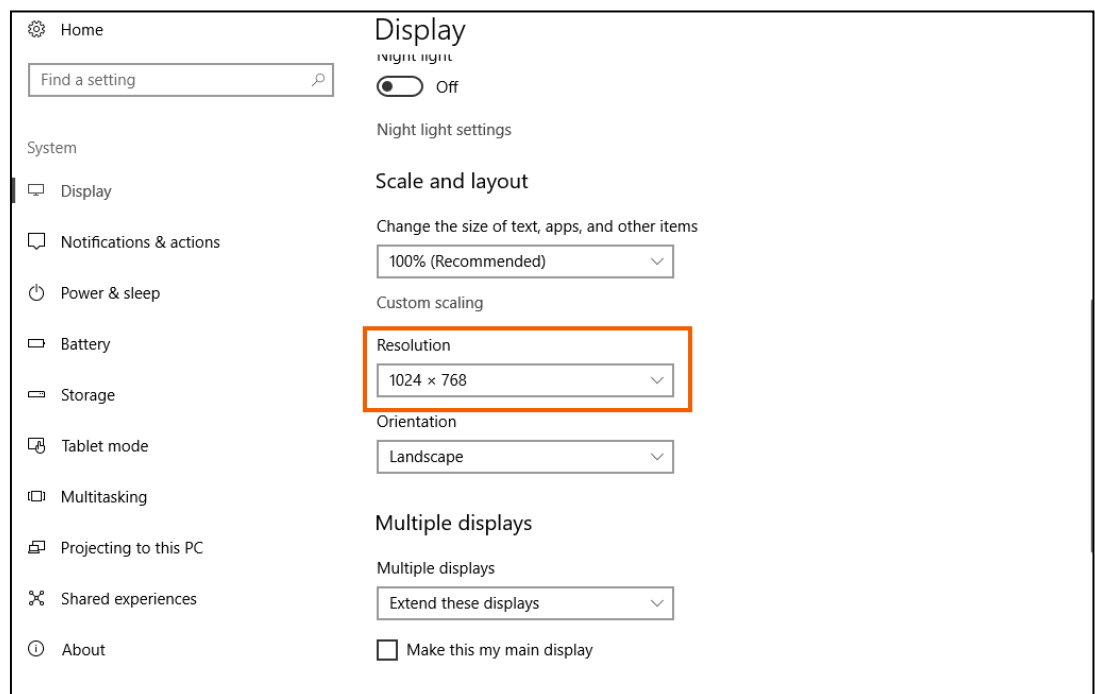 Home
Find a setting
System
Display
Notifications & actions
Power & sleep
Battery
Storage
Tablet mode
Multitasking
Projecting to this PC
Shared experiences
About
Display
Night light
Off
Night light settings
Scale and layout
Change the size of text, apps, and other items
100% (Recommended)
Custom scaling
Resolution
1024 × 768
Orientation
Landscape
Multiple displays
Multiple displays
Extend these displays
Make this my main display